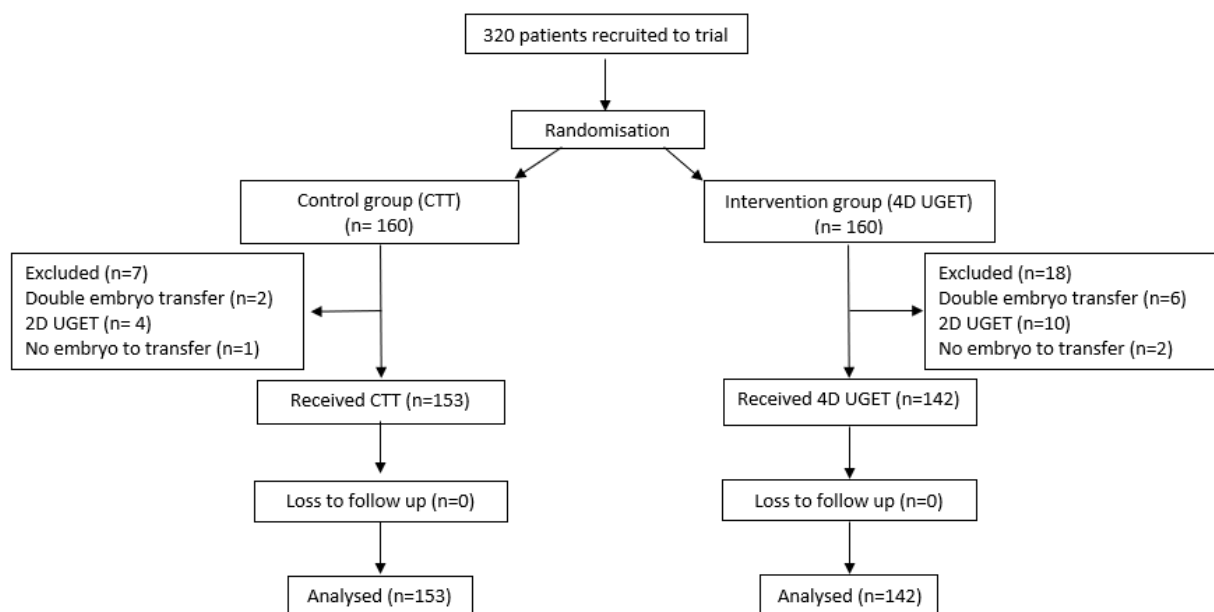 320 patients recruited to trial
Randomisation
Control group (CTT)
(n= 160)
Intervention group (4D UGET)
(n= 160)
Excluded (n=7)
Double embryo transfer (n=2)
2D UGET (n= 4)
No embryo to transfer (n=1)
Excluded (n=18)
Double embryo transfer (n=6)
2D UGET (n=10)
No embryo to transfer (n=2)
Received CTT (n=153)
Received 4D UGET (n=142)
Loss to follow up (n=0)
Loss to follow up (n=0)
Analysed (n=153)
Analysed (n=142)